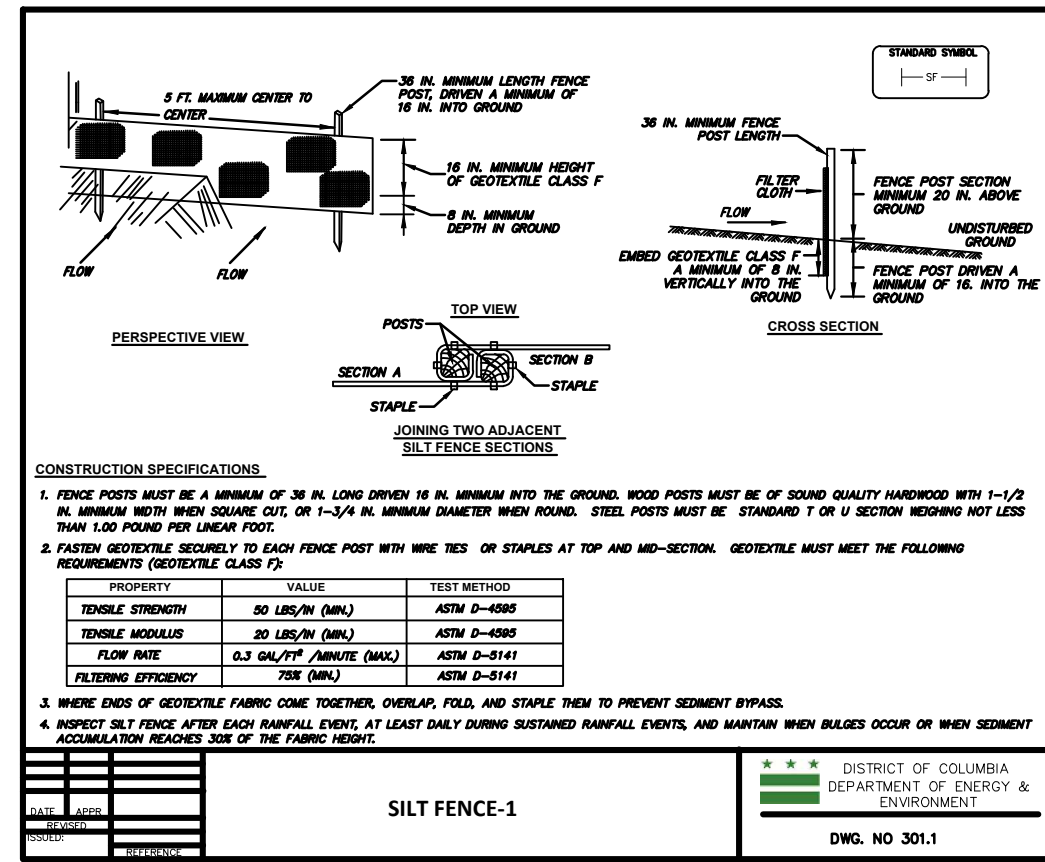 STANDARD SYMBOL
SF
36 IN. MINIMUM LENGTH FENCE
POST, DRIVEN A MINIMUM OF
16 IN. INTO GROUND
5 FT. MAXIMUM CENTER TO
CENTER
16 IN. MINIMUM HEIGHT
OF GEOTEXTILE CLASS F
8 IN. MINIMUM
DEPTH IN GROUND
FLOW
FLOW
PERSPECTIVE VIEW
36 IN. MINIMUM FENCE
POST LENGTH
FILTER
CLOTH
FLOW
FENCE POST SECTION
MINIMUM 20 IN. ABOVE
GROUND
UNDISTURBED
GROUND
EMBED GEOTEXTILE CLASS F
A MINIMUM OF 8 IN.
VERTICALLY INTO THE
GROUND
FENCE POST DRIVEN A
MINIMUM OF 16. INTO THE
GROUND
CROSS SECTION
TOP VIEW
POSTS
SECTION B
SECTION A
STAPLE
STAPLE
JOINING TWO ADJACENT
SILT FENCE SECTIONS
CONSTRUCTION SPECIFICATIONS
1. FENCE POSTS MUST BE A MINIMUM OF 36 IN. LONG DRIVEN 16 IN. MINIMUM INTO THE GROUND. WOOD POSTS MUST BE OF SOUND QUALITY HARDWOOD WITH 1-1/2
IN. MINIMUM WIDTH WHEN SQUARE CUT, OR 1-3/4 IN. MINIMUM DIAMETER WHEN ROUND. STEEL POSTS MUST BE STANDARD T OR U SECTION WEIGHING NOT LESS
THAN 1.00 POUND PER LINEAR FOOT.
2. FASTEN GEOTEXTILE SECURELY TO EACH FENCE POST WITH WIRE TIES OR STAPLES AT TOP AND MID-SECTION. GEOTEXTILE MUST MEET THE FOLLOWING
REQUIREMENTS (GEOTEXTILE CLASS F):
PROPERTY VALUE TEST METHOD
TENSILE STRENGTH 50 LBS/IN (MIN.) ASTM D-4595
TENSILE MODULUS 20 LBS/IN (MIN.) ASTM D-4595
FLOW RATE 0.3 GAL/FT² /MINUTE (MAX.) ASTM D-5141
FILTERING EFFICIENCY 75% (MIN.) ASTM D-5141
3. WHERE ENDS OF GEOTEXTILE FABRIC COME TOGETHER, OVERLAP, FOLD, AND STAPLE THEM TO PREVENT SEDIMENT BYPASS.
4. INSPECT SILT FENCE AFTER EACH RAINFALL EVENT, AT LEAST DAILY DURING SUSTAINED RAINFALL EVENTS, AND MAINTAIN WHEN BULGES OCCUR OR WHEN SEDIMENT
ACCUMULATION REACHES 30% OF THE FABRIC HEIGHT.
DATE APPR
REVISED
ISSUED:
REFERENCE
SILT FENCE-1
DISTRICT OF COLUMBIA
DEPARTMENT OF ENERGY &
ENVIRONMENT
DWG. NO 301.1